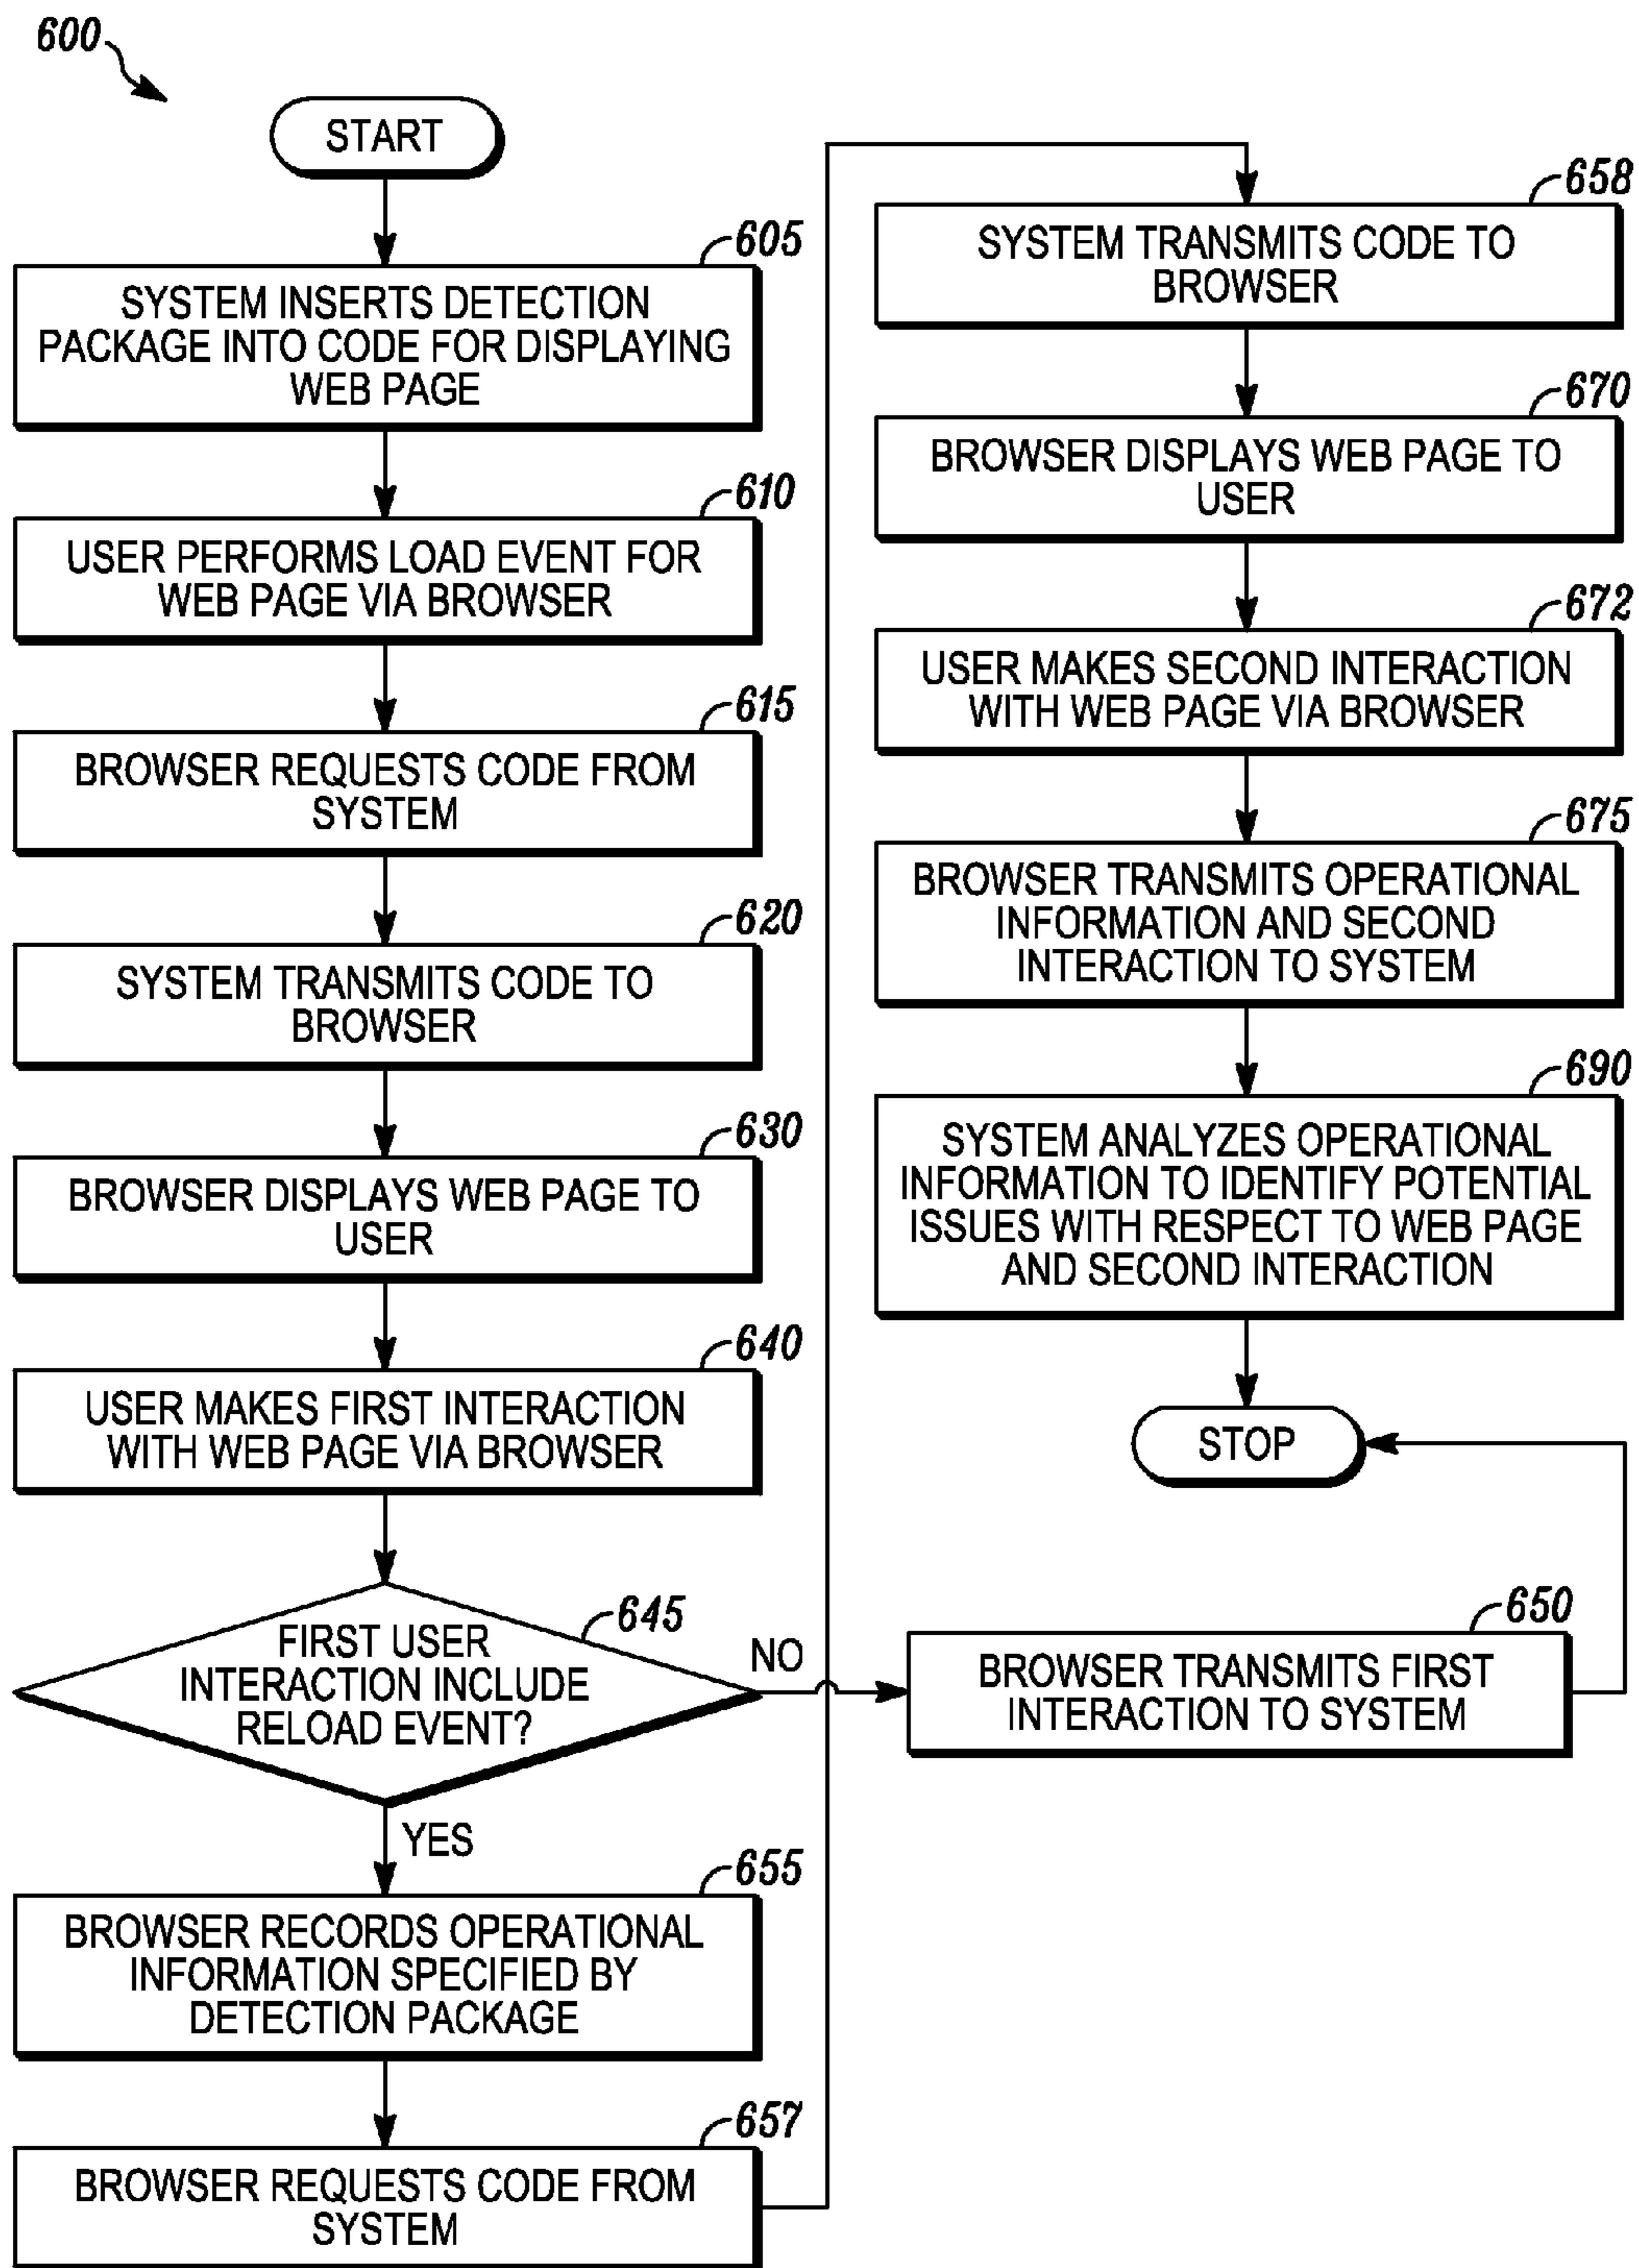 600
START
605
SYSTEM INSERTS DETECTION
PACKAGE INTO CODE FOR DISPLAYING
WEB PAGE
610
USER PERFORMS LOAD EVENT FOR
WEB PAGE VIA BROWSER
615
BROWSER REQUESTS CODE FROM
SYSTEM
620
SYSTEM TRANSMITS CODE TO
BROWSER
630
BROWSER DISPLAYS WEB PAGE TO
USER
640
USER MAKES FIRST INTERACTION
WITH WEB PAGE VIA BROWSER
645
FIRST USER
INTERACTION INCLUDE
RELOAD EVENT?
NO
YES
655
BROWSER RECORDS OPERATIONAL
INFORMATION SPECIFIED BY
DETECTION PACKAGE
657
BROWSER REQUESTS CODE FROM
SYSTEM
658
SYSTEM TRANSMITS CODE TO
BROWSER
670
BROWSER DISPLAYS WEB PAGE TO
USER
672
USER MAKES SECOND INTERACTION
WITH WEB PAGE VIA BROWSER
675
BROWSER TRANSMITS OPERATIONAL
INFORMATION AND SECOND
INTERACTION TO SYSTEM
690
SYSTEM ANALYZES OPERATIONAL
INFORMATION TO IDENTIFY POTENTIAL
ISSUES WITH RESPECT TO WEB PAGE
AND SECOND INTERACTION
STOP
650
BROWSER TRANSMITS FIRST
INTERACTION TO SYSTEM